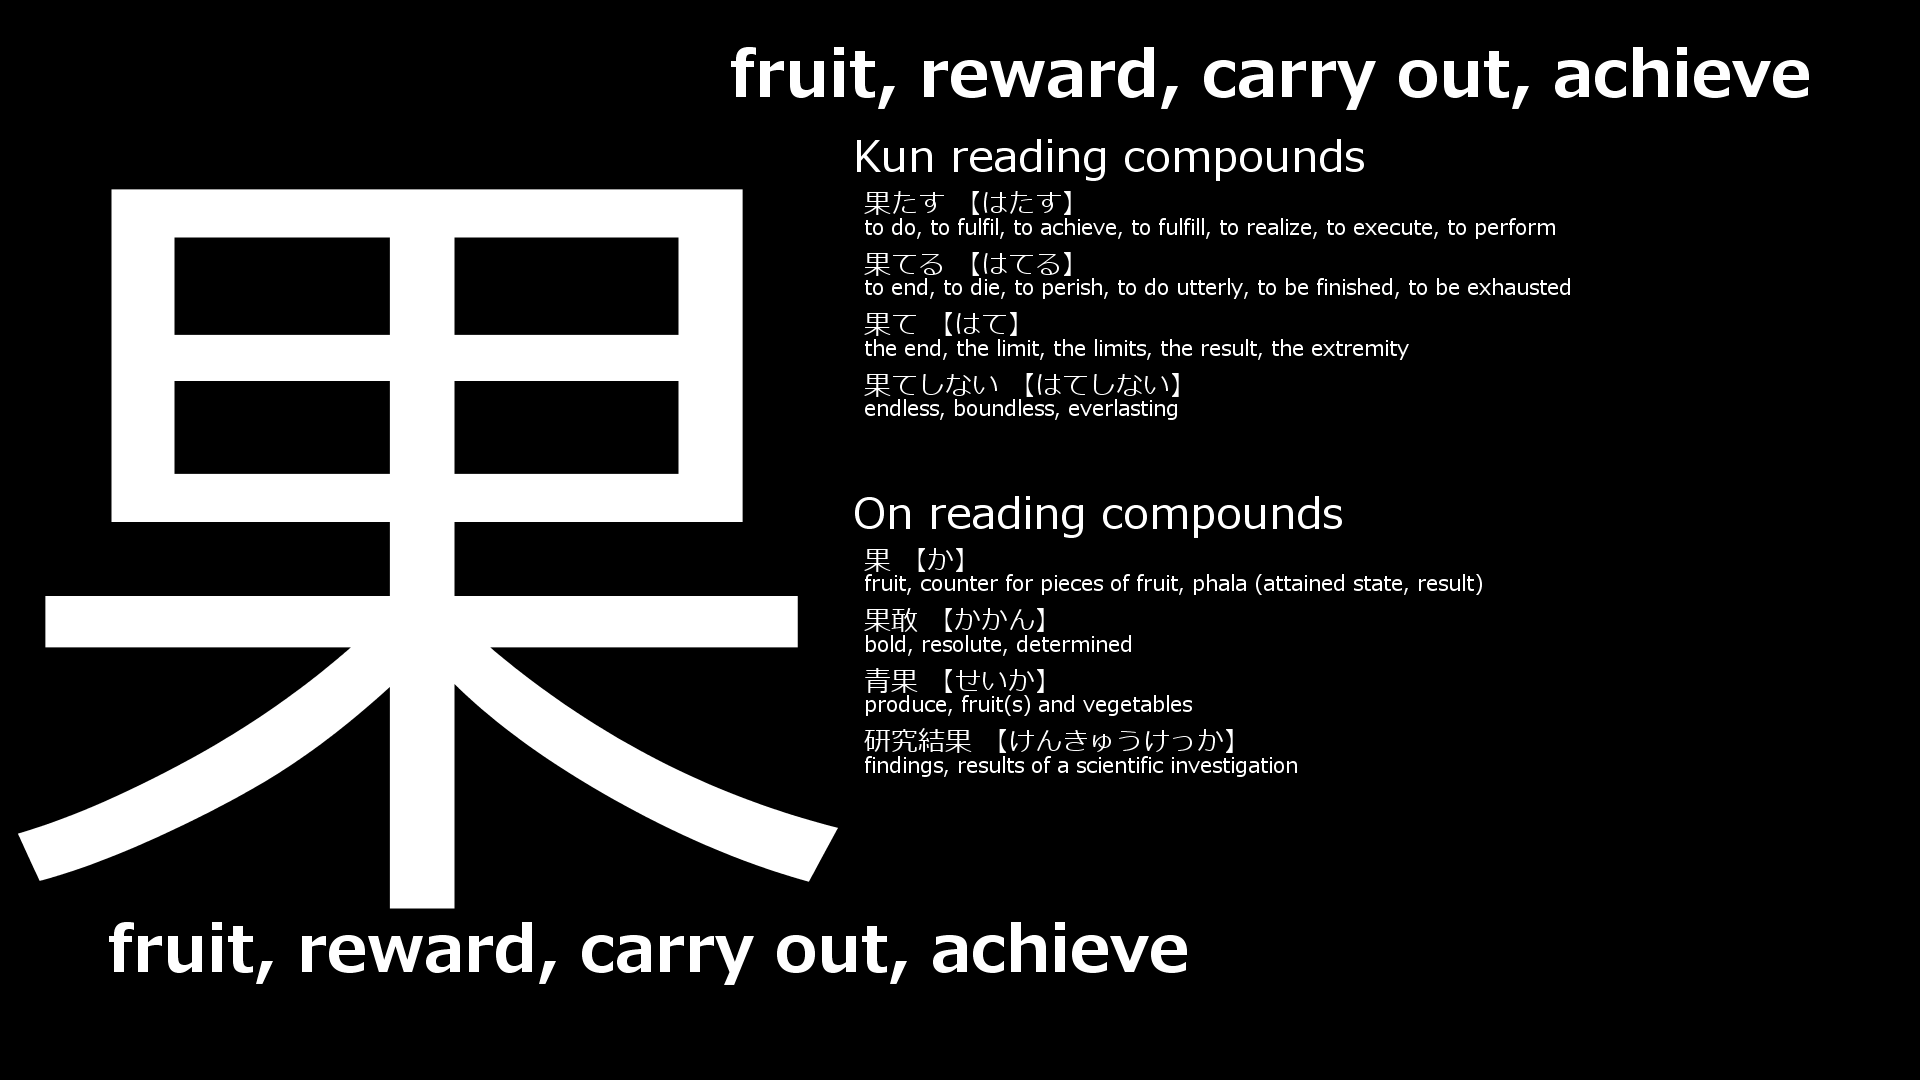 fruit, reward, carry out, achieve
果
Kun reading compounds
果たす 【はたす】
to do, to fulfil, to achieve, to fulfill, to realize, to execute, to perform
果てる 【はてる】
to end, to die, to perish, to do utterly, to be finished, to be exhausted
果て 【はて】
the end, the limit, the limits, the result, the extremity
果てしない 【はてしない】
endless, boundless, everlasting
On reading compounds
果 【か】
fruit, counter for pieces of fruit, phala (attained state, result)
果敢 【かかん】
bold, resolute, determined
青果 【せいか】
produce, fruit(s) and vegetables
研究結果 【けんきゅうけっか】
findings, results of a scientific investigation
fruit, reward, carry out, achieve